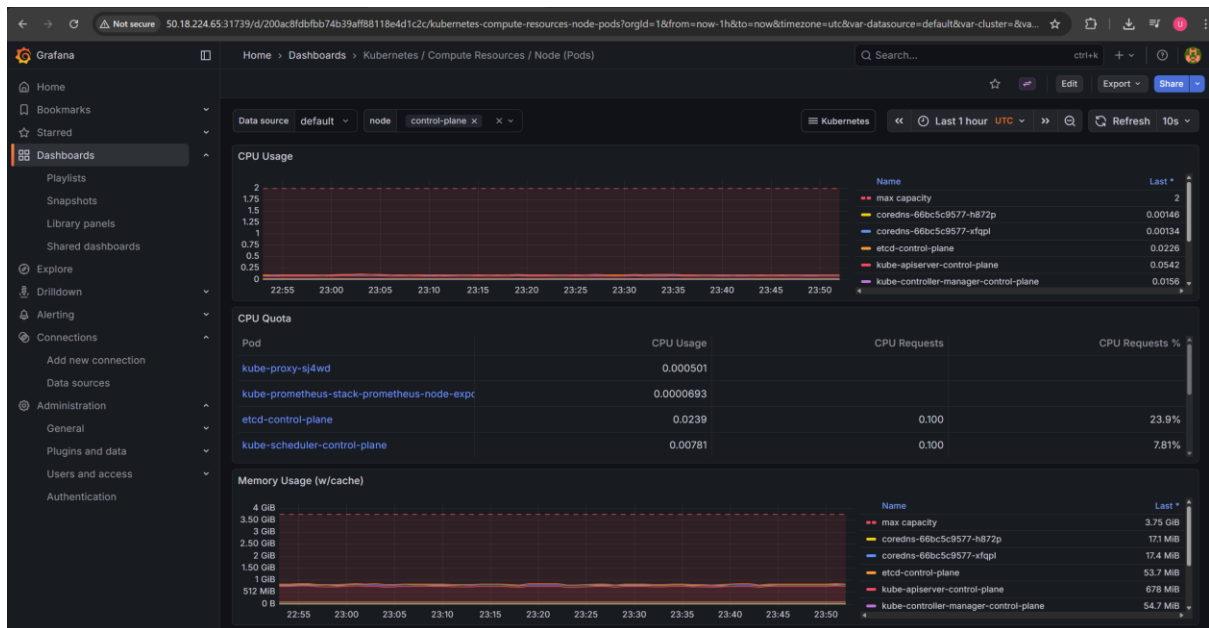 Not secure 50.18.224.65:31739/d/200ac8fdbfbb74b39aff88118e4d1c2c/kubernetes-compute-resources-node-pods?orgId=1&from=now-1h&to=now&timezone=utc&var-datasource=default&var-cluster=&va...
U
Grafana
Home › Dashboards › Kubernetes / Compute Resources / Node (Pods)
Search... ctrl+k
Edit Export Share
Home
Bookmarks
Starred
Dashboards
Playlists
Snapshots
Library panels
Shared dashboards
Explore
Drilldown
Alerting
Connections
Add new connection
Data sources
Administration
General
Plugins and data
Users and access
Authentication
Data source default node control-plane Kubernetes Last 1 hour UTC Refresh 10s
CPU Usage
2
1.75
1.5
1.25
1
0.75
0.5
0.25
0
22:55 23:00 23:05 23:10 23:15 23:20 23:25 23:30 23:35 23:40 23:45 23:50
Name Last *
max capacity 2
coredns-66bc5c9577-h872p 0.00146
coredns-66bc5c9577-xfqpl 0.00134
etcd-control-plane 0.0226
kube-apiserver-control-plane 0.0542
kube-controller-manager-control-plane 0.0156
CPU Quota
Pod CPU Usage CPU Requests CPU Requests %
kube-proxy-sj4wd 0.000501
kube-prometheus-stack-prometheus-node-expo 0.0000693
etcd-control-plane 0.0239 0.100 23.9%
kube-scheduler-control-plane 0.00781 0.100 7.81%
Memory Usage (w/cache)
4 GiB
3.50 GiB
3 GiB
2.50 GiB
2 GiB
1.50 GiB
1 GiB
512 MiB
0 B
22:55 23:00 23:05 23:10 23:15 23:20 23:25 23:30 23:35 23:40 23:45 23:50
Name Last *
max capacity 3.75 GiB
coredns-66bc5c9577-h872p 17.1 MiB
coredns-66bc5c9577-xfqpl 17.4 MiB
etcd-control-plane 53.7 MiB
kube-apiserver-control-plane 678 MiB
kube-controller-manager-control-plane 54.7 MiB